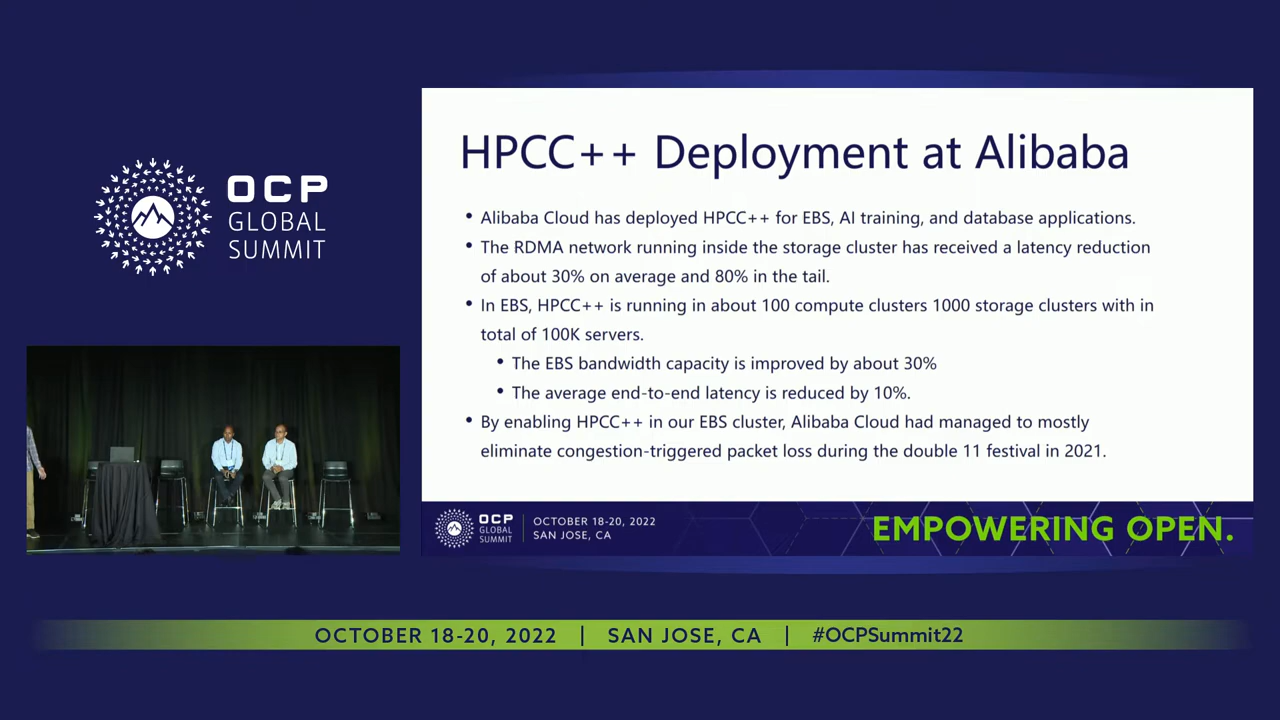 OCP
GLOBAL
SUMMIT
HPCC++ Deployment at Alibaba
• Alibaba Cloud has deployed HPCC++ for EBS, AI training, and database applications.
• The RDMA network running inside the storage cluster has received a latency reduction
of about 30% on average and 80% in the tail.
• In EBS, HPCC++ is running in about 100 compute clusters 1000 storage clusters with in
total of 100K servers.
• The EBS bandwidth capacity is improved by about 30%
• The average end-to-end latency is reduced by 10%.
• By enabling HPCC++ in our EBS cluster, Alibaba Cloud had managed to mostly
eliminate congestion-triggered packet loss during the double 11 festival in 2021.
OCP
GLOBAL
SUMMIT
OCTOBER 18-20, 2022
SAN JOSE, CA
EMPOWERING OPEN.
OCTOBER 18-20, 2022 | SAN JOSE, CA | #OCPSummit22